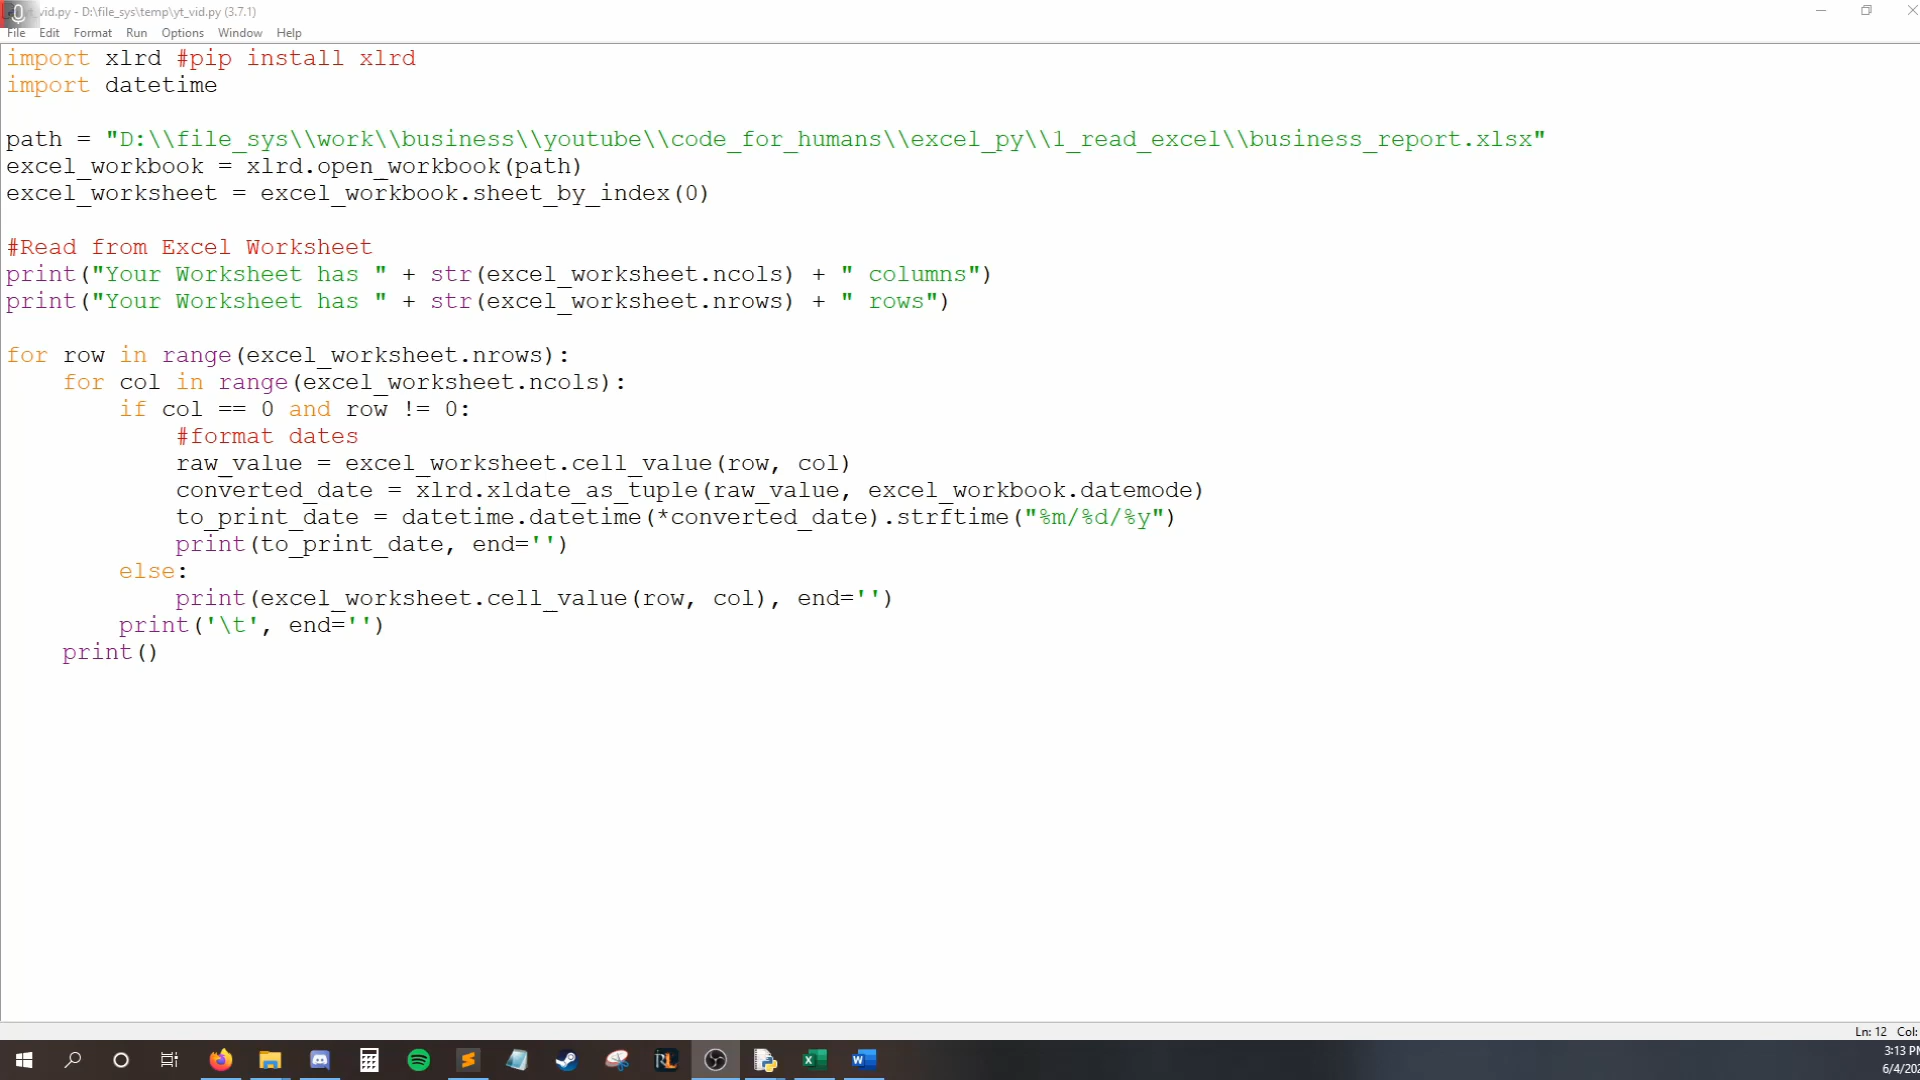 vid.py - D:\file_sys\temp\yt_vid.py (3.7.1)
File Edit Format Run Options Window Help
import xlrd #pip install xlrd
import datetime
path = "D:\\file_sys\\work\\business\\youtube\\code_for_humans\\excel_py\\1_read_excel\\business_report.xlsx"
excel_workbook = xlrd.open_workbook(path)
excel_worksheet = excel_workbook.sheet_by_index(0)
#Read from Excel Worksheet
print("Your Worksheet has " + str(excel_worksheet.ncols) + " columns")
print("Your Worksheet has " + str(excel_worksheet.nrows) + " rows")
for row in range(excel_worksheet.nrows):
    for col in range(excel_worksheet.ncols):
        if col == 0 and row != 0:
            #format dates
            raw_value = excel_worksheet.cell_value(row, col)
            converted_date = xlrd.xldate_as_tuple(raw_value, excel_workbook.datemode)
            to_print_date = datetime.datetime(*converted_date).strftime("%m/%d/%y")
            print(to_print_date, end='')
        else:
            print(excel_worksheet.cell_value(row, col), end='')
        print('\t', end='')
    print()
Ln: 12 Col:
RL
X
W
3:13 PM
6/4/202